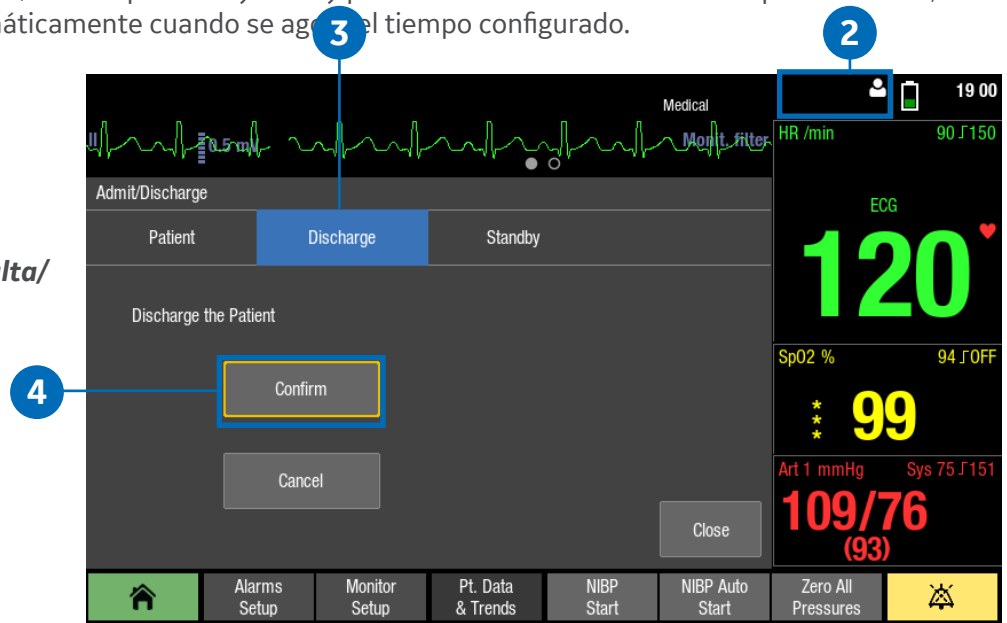 máticamente cuando se ago el tiempo configurado.
3
2
Medical
19 00
II
0.5 mV
Monit. filter
HR /min 90 150
Admit/Discharge
ECG
Patient
Discharge
Standby
120
lta/
Discharge the Patient
SpO2 % 94 OFF
4
Confirm
* * * 99
Cancel
Art 1 mmHg Sys 75 151
109/76
(93)
Close
Alarms
Setup
Monitor
Setup
Pt. Data
& Trends
NIBP
Start
NIBP Auto
Start
Zero All
Pressures